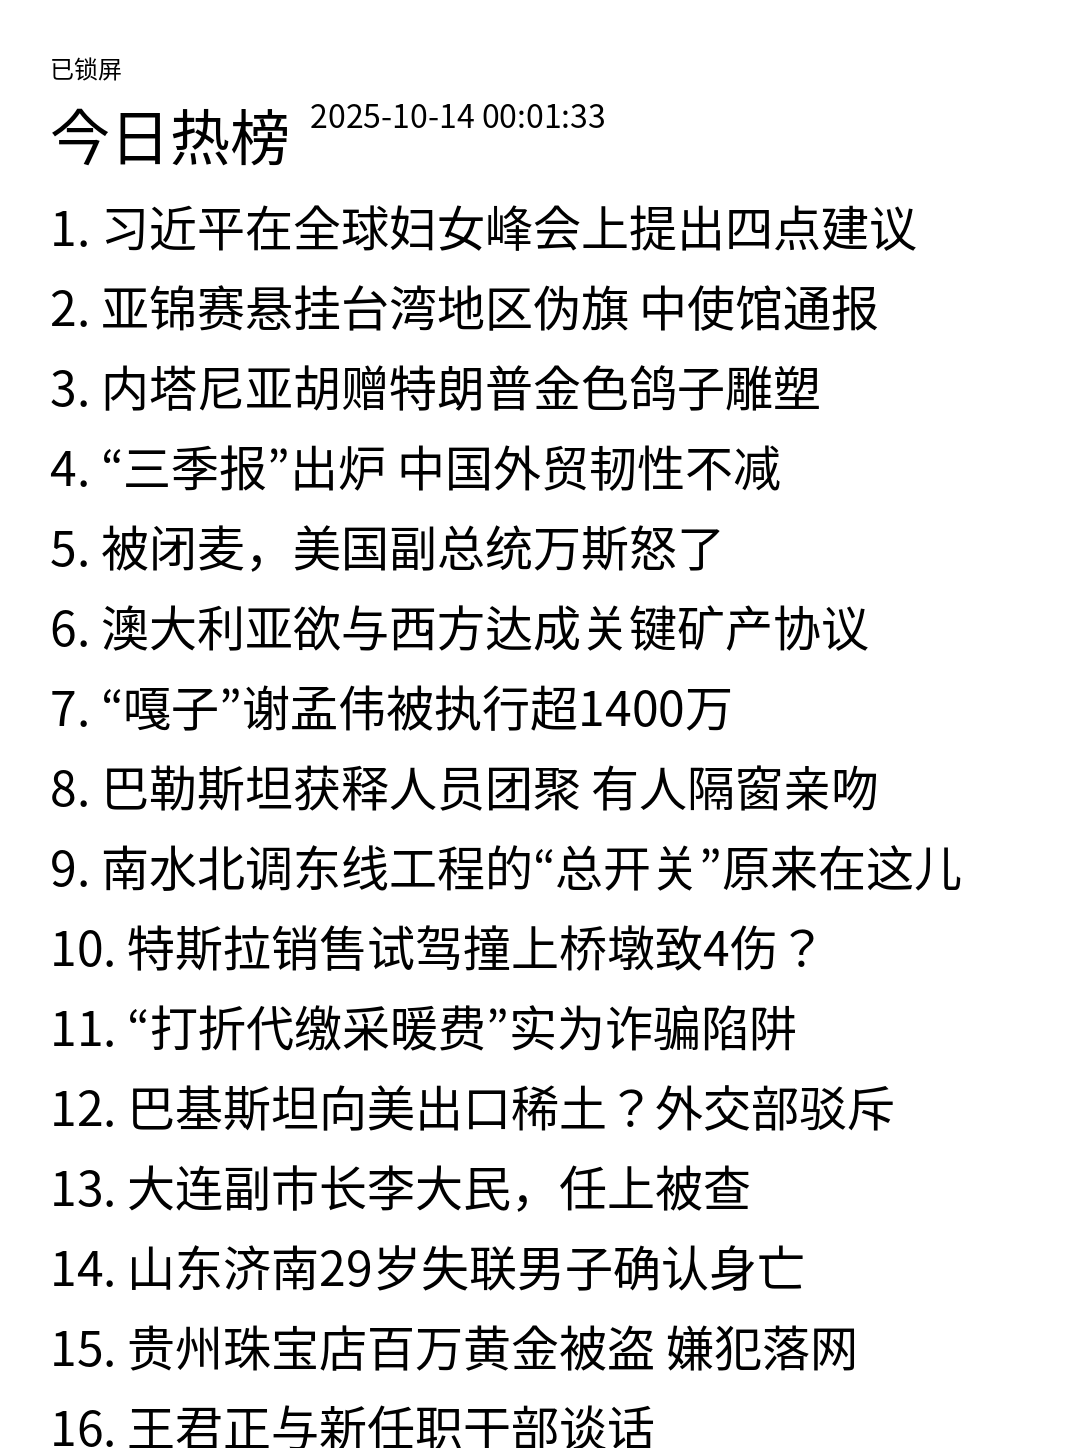 已锁屏
今日热榜 2025-10-14 00:01:33
1. 习近平在全球妇女峰会上提出四点建议
2. 亚锦赛悬挂台湾地区伪旗 中使馆通报
3. 内塔尼亚胡赠特朗普金色鸽子雕塑
4. “三季报”出炉 中国外贸韧性不减
5. 被闭麦，美国副总统万斯怒了
6. 澳大利亚欲与西方达成关键矿产协议
7. “嘎子”谢孟伟被执行超1400万
8. 巴勒斯坦获释人员团聚 有人隔窗亲吻
9. 南水北调东线工程的“总开关”原来在这儿
10. 特斯拉销售试驾撞上桥墩致4伤？
11. “打折代缴采暖费”实为诈骗陷阱
12. 巴基斯坦向美出口稀土？外交部驳斥
13. 大连副市长李大民，任上被查
14. 山东济南29岁失联男子确认身亡
15. 贵州珠宝店百万黄金被盗 嫌犯落网
16. 王君正与新任职干部谈话